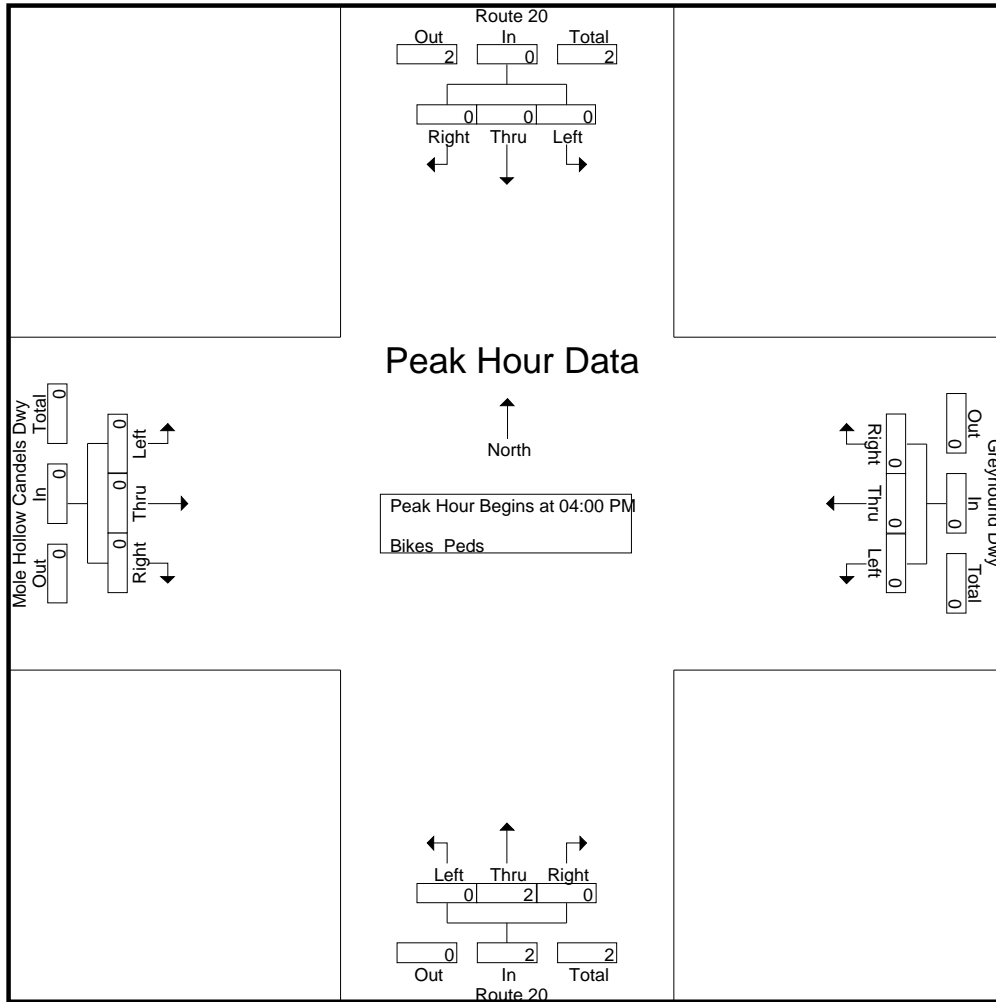 Route 20
Out In Total
2 0 2
0 0 0
Right Thru Left
Peak Hour Data
North
Peak Hour Begins at 04:00 PM
Bikes Peds
Mole Hollow Candels Dwy
Out In Total
0 0 0
0 0 0
Right Thru Left
Greyhound Dwy
Out In Total
0 0 0
0 0 0
Right Thru Left
Left Thru Right
0 2 0
0 2 2
Out In Total
Route 20